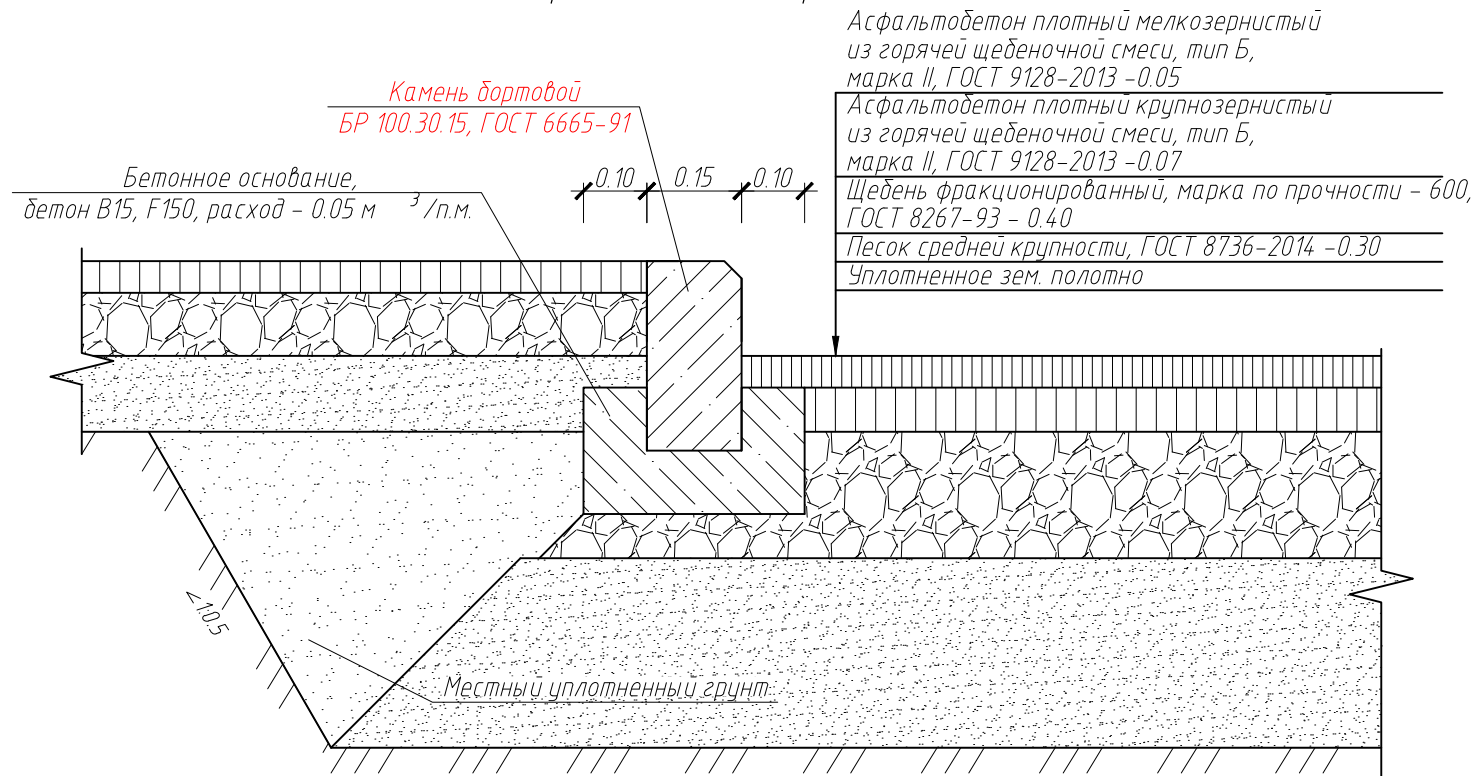 Асфальтобетон плотный мелкозернистый
из горячей щебеночной смеси, тип Б,
марка II, ГОСТ 9128-2013 -0.05
Асфальтобетон плотный крупнозернистый
из горячей щебеночной смеси, тип Б,
марка II, ГОСТ 9128-2013 -0.07
Щебень фракционированный, марка по прочности - 600,
ГОСТ 8267-93 - 0.40
Песок средней крупности, ГОСТ 8736-2014 -0.30
Уплотненное зем. полотно
Камень бортовой
БР 100.30.15, ГОСТ 6665-91
Бетонное основание,
бетон В15, F150, расход - 0.05 м ³/п.м.
0.10 0.15 0.10
<1:0.5
Местный уплотненный грунт